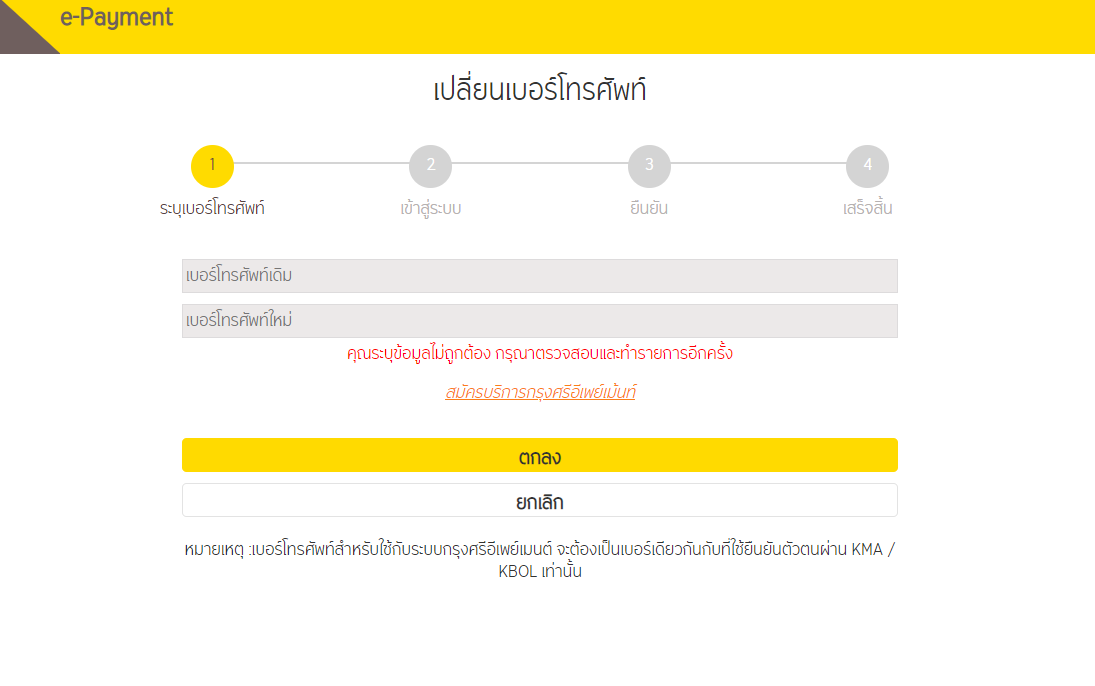 e-Payment
เปลี่ยนเบอร์โทรศัพท์
1 2 3 4
ระบุเบอร์โทรศัพท์ เข้าสู่ระบบ ยืนยัน เสร็จสิ้น
เบอร์โทรศัพท์เดิม
เบอร์โทรศัพท์ใหม่
คุณระบุข้อมูลไม่ถูกต้อง กรุณาตรวจสอบและทำรายการอีกครั้ง
สมัครบริการกรุงศรีอีเพย์เม้นท์
ตกลง
ยกเลิก
หมายเหตุ :เบอร์โทรศัพท์สำหรับใช้กับระบบกรุงศรีอีเพย์เมนต์ จะต้องเป็นเบอร์เดียวกันกับที่ใช้ยืนยันตัวตนผ่าน KMA /
KBOL เท่านั้น